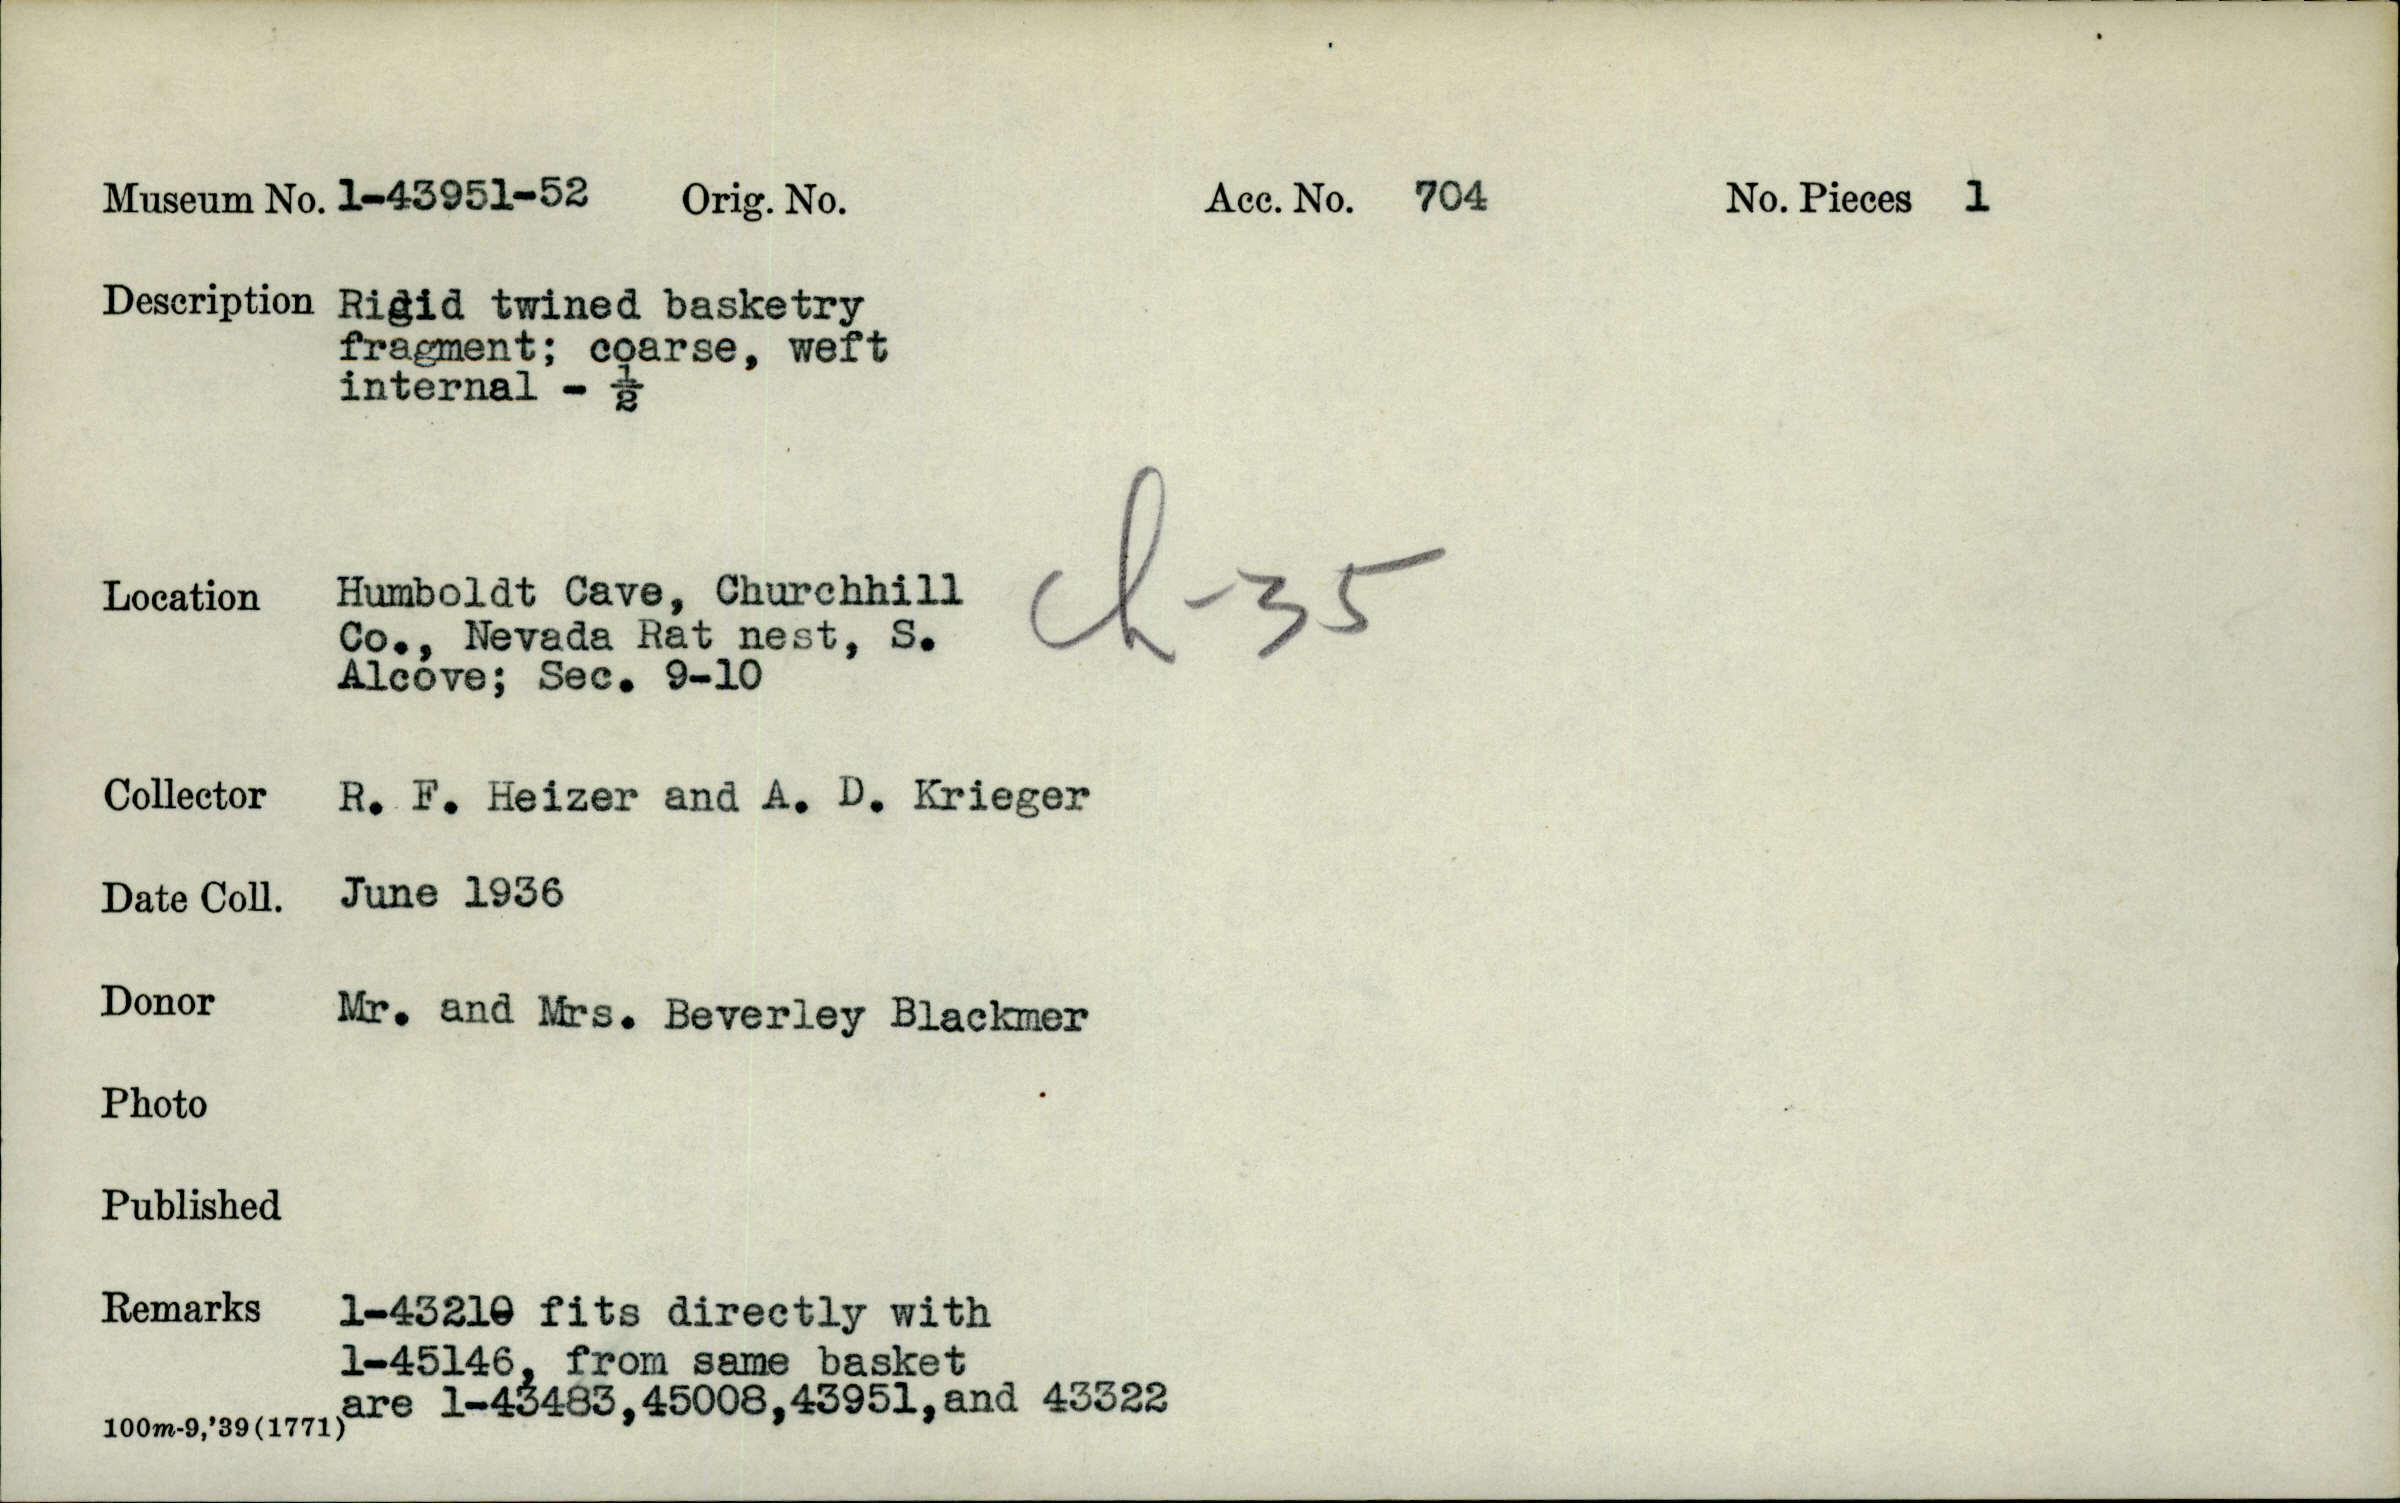 Museum No. 1-43951-52 Orig. No. Acc. No. 704 No. Pieces 1
Description Rigid twined basketry
fragment; coarse, weft
internal - ½
Location Humboldt Cave, Churchhill
Co., Nevada Rat nest, S.
Alcove; Sec. 9-10
Ch-35
Collector R. F. Heizer and A. D. Krieger
Date Coll. June 1936
Donor Mr. and Mrs. Beverley Blackmer
Photo
Published
Remarks 1-43210 fits directly with
1-45146, from same basket
are 1-43483,45008,43951,and 43322
100m-9,'39(1771)